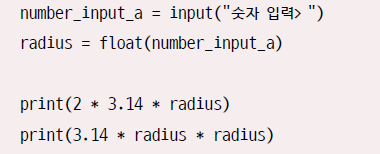 number_input_a = input("숫자 입력> ")
radius = float(number_input_a)
print(2 * 3.14 * radius)
print(3.14 * radius * radius)